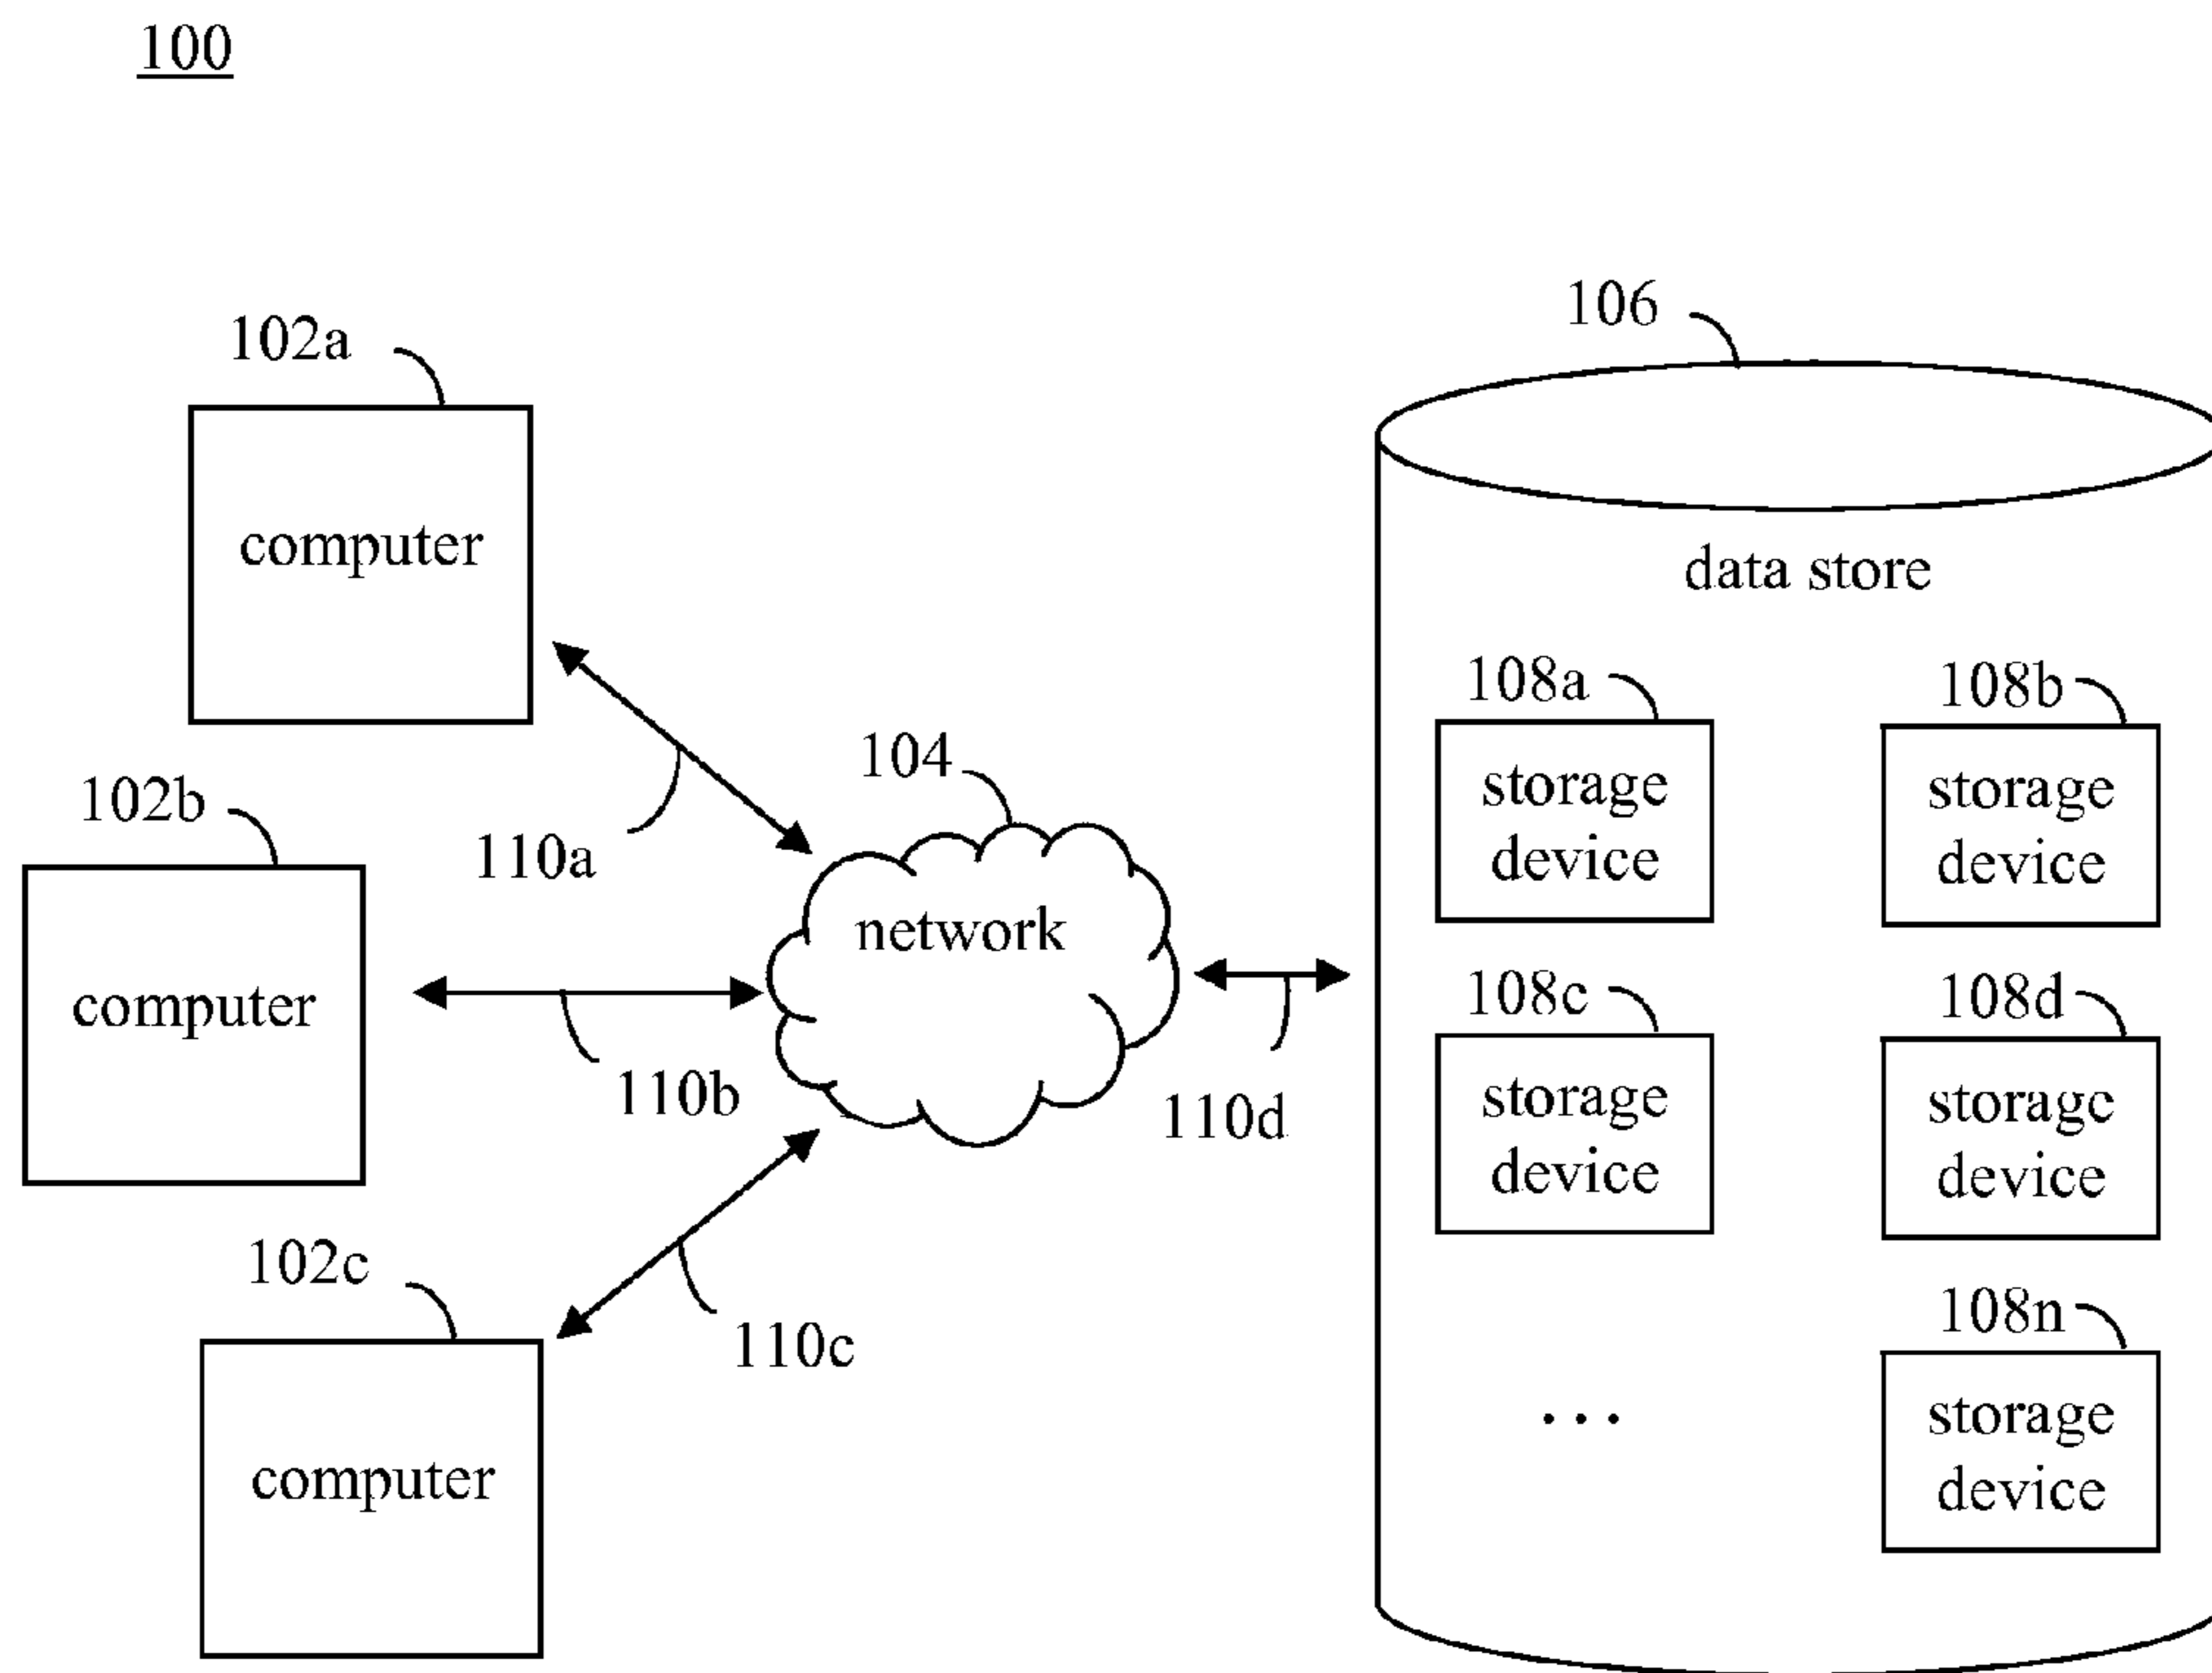 100
106
102a
computer
data store
108a
108b
104
storage
device
storage
device
102b
110a
network
computer
108c
108d
110b
110d
storage
device
storage
device
102c
110c
108n
computer
...
storage
device